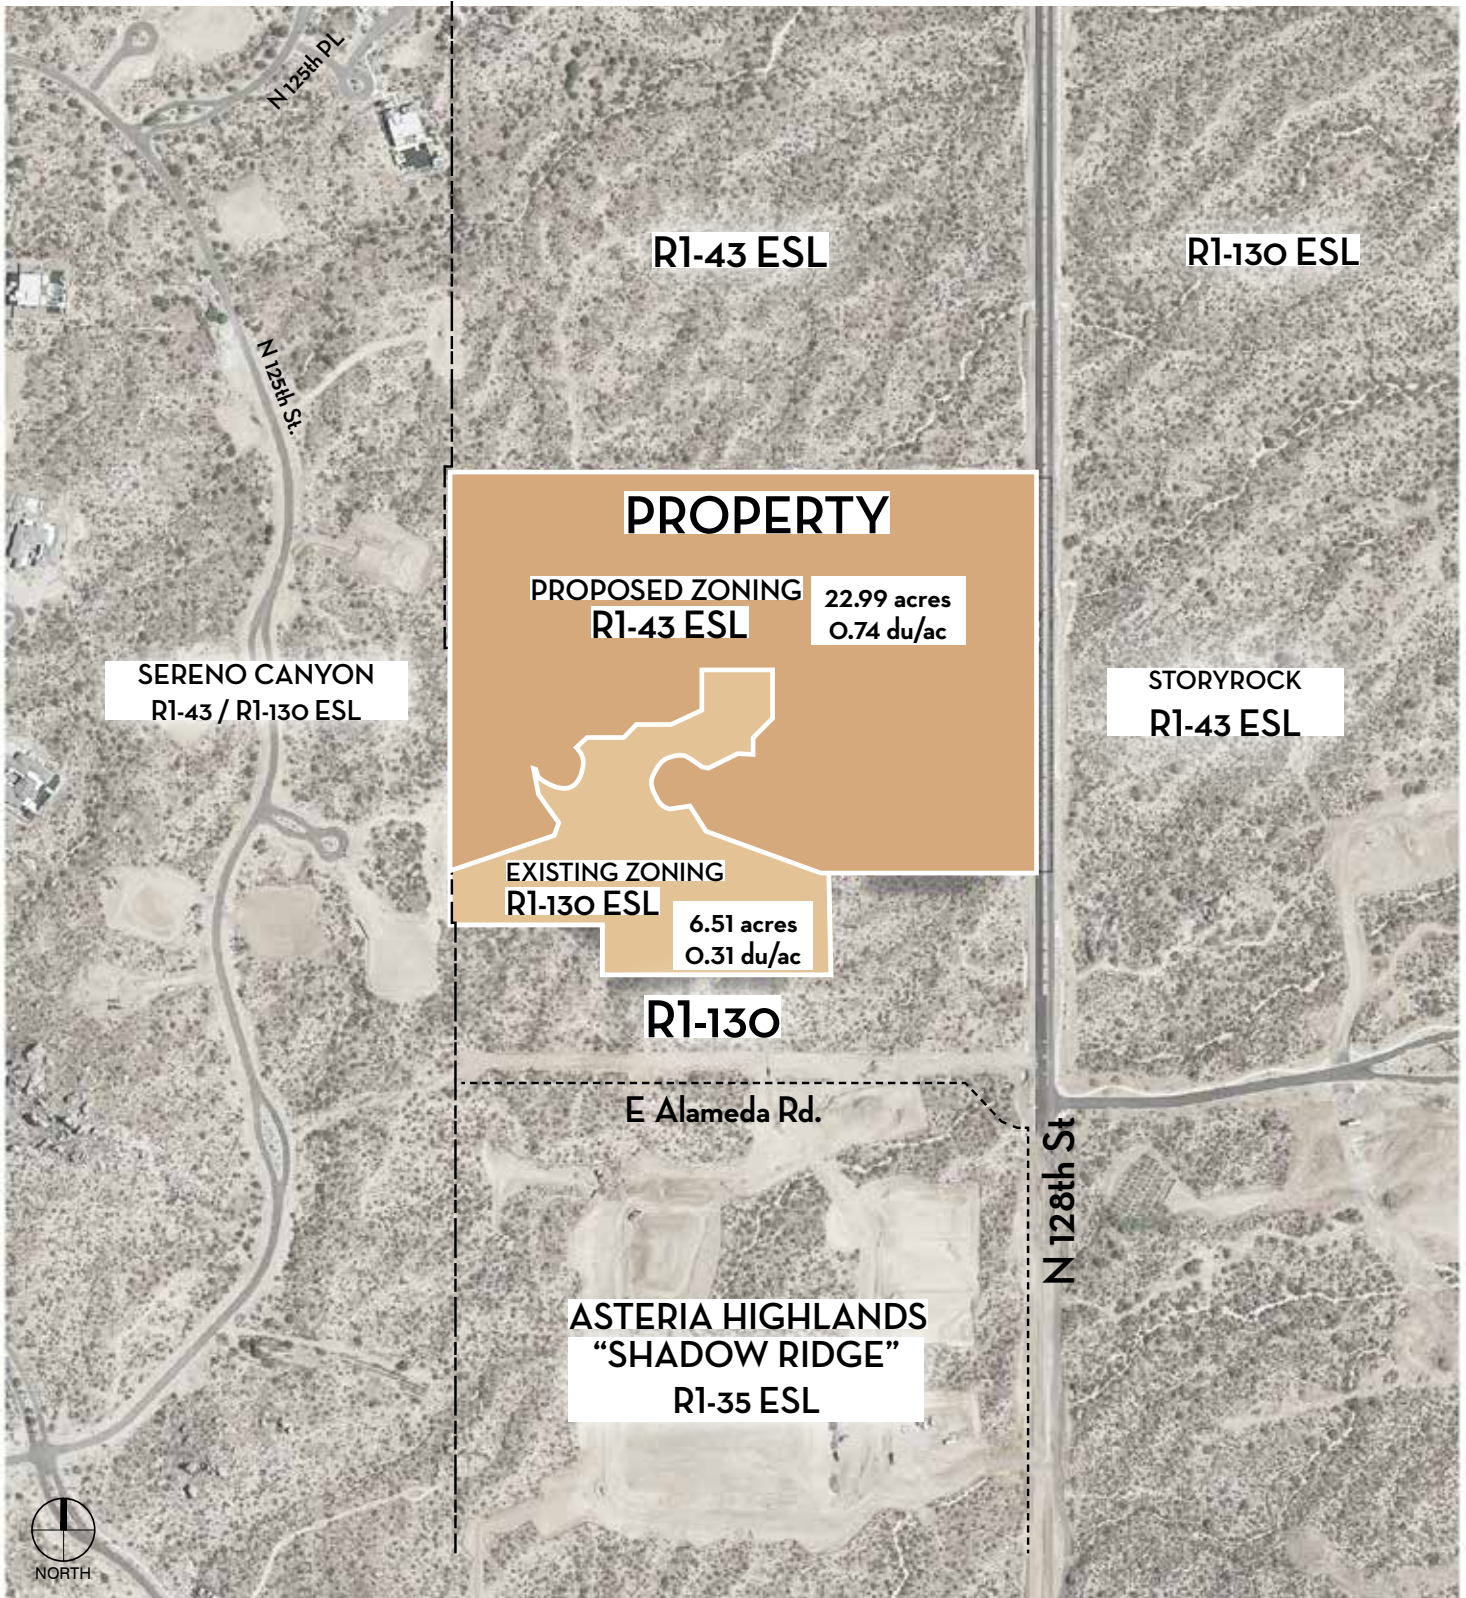 N 125th PL
R1-43 ESL
R1-130 ESL
N 125th St.
PROPERTY
PROPOSED ZONING
R1-43 ESL
22.99 acres
0.74 du/ac
SERENO CANYON
R1-43 / R1-130 ESL
STORYROCK
R1-43 ESL
EXISTING ZONING
R1-130 ESL
6.51 acres
0.31 du/ac
R1-130
E Alameda Rd.
N 128th St
ASTERIA HIGHLANDS
“SHADOW RIDGE”
R1-35 ESL
NORTH